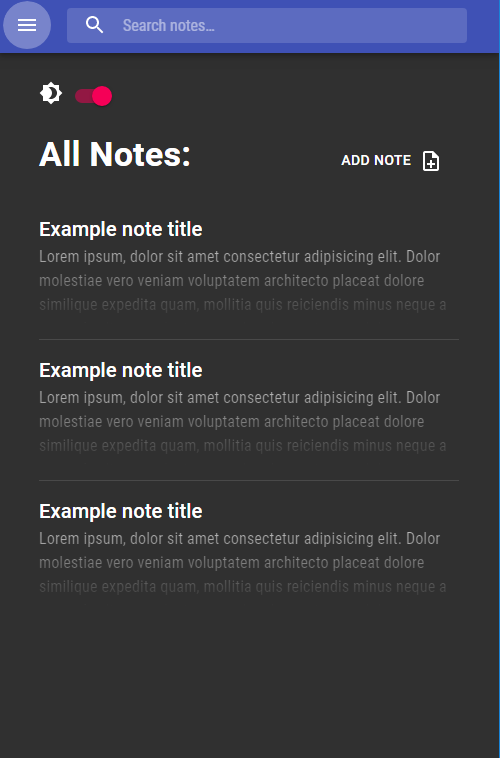 Search notes...
All Notes:
ADD NOTE
Example note title
Lorem ipsum, dolor sit amet consectetur adipisicing elit. Dolor
molestiae vero veniam voluptatem architecto placeat dolore
similique expedita quam, mollitia quis reiciendis minus neque a
Example note title
Lorem ipsum, dolor sit amet consectetur adipisicing elit. Dolor
molestiae vero veniam voluptatem architecto placeat dolore
similique expedita quam, mollitia quis reiciendis minus neque a
Example note title
Lorem ipsum, dolor sit amet consectetur adipisicing elit. Dolor
molestiae vero veniam voluptatem architecto placeat dolore
similique expedita quam, mollitia quis reiciendis minus neque a